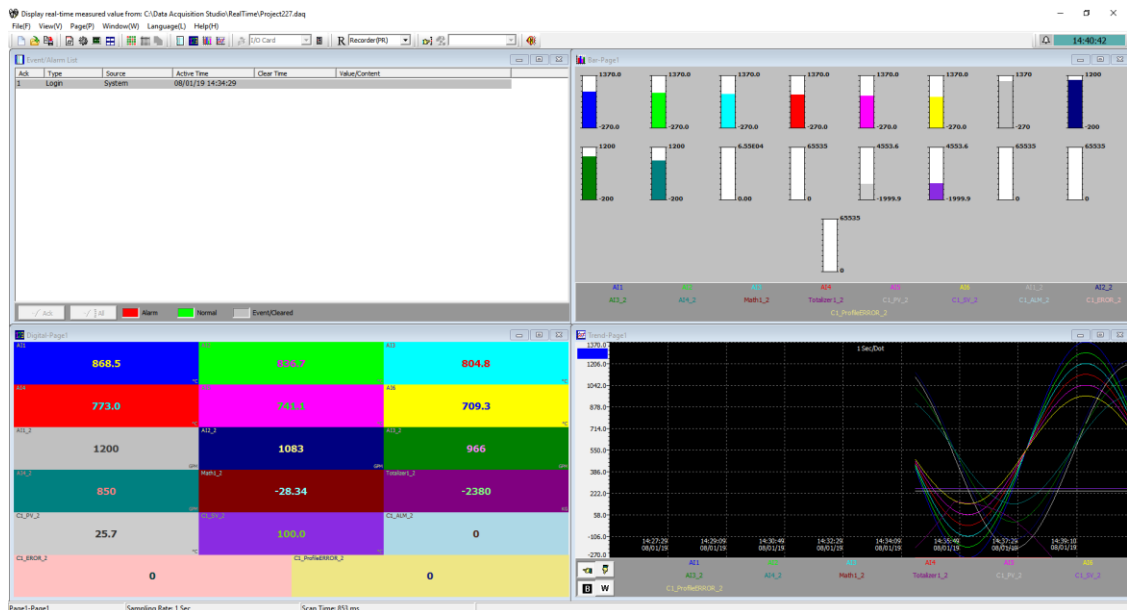 Display real-time measured value from: C:\Data Acquisition Studio\RealTime\Project227.daq
File(F) View(V) Page(P) Window(W) Language(L) Help(H)
I/O Card R Recorder(PR) 14:40:42
Event/Alarm List
Ack Type Source Active Time Clear Time Value/Content
1 Login System 08/01/19 14:34:29
Ack All Alarm Normal Event/Cleared
Bar-Page1
1370.0 1370.0 1370.0 1370.0 1370.0 1370.0 1370 1200
-270.0 -270.0 -270.0 -270.0 -270.0 -270.0 -270 -200
1200 1200 6.55E04 65535 4553.6 4553.6 65535 65535
-200 -200 0.00 0 -1999.9 -1999.9 0 0
65535
0
AI1 AI3 AI4 AI5 AI6 AI1_2 AI2_2
AI3_2 AI4_2 Math1_2 Totalizer1_2 C1_PV_2 C1_SV_2 C1_ALM_2 C1_EROR_2
C1_ProfileERROR_2
Digital-Page1
AI1 AI3
868.5 836.7 804.8
°C °C
AI4 AI6
773.0 741.1 709.3
°C °C
AI1_2 AI2_2 AI3_2
1200 1083 966
GPM GPM GPM
AI4_2 Math1_2 Totalizer1_2
850 -28.34 -2380
C1_PV_2 C1_SV_2 C1_ALM_2
25.7 100.0 0
C1_EROR_2 C1_ProfileERROR_2
0 0
Trend-Page1
1 Sec/Dot
1370.0
1206.0
1042.0
878.0
714.0
550.0
386.0
222.0
58.0
-106.0
-270.0
14:27:29 14:29:09 14:30:49 14:32:29 14:34:09 14:35:49 14:37:29 14:39:10
08/01/19 08/01/19 08/01/19 08/01/19 08/01/19 08/01/19 08/01/19 08/01/19
AI1 AI3 AI4 AI5 AI6
AI3_2 AI4_2 Math1_2 Totalizer1_2 C1_PV_2 C1_SV_2
C1_ProfileERROR_2
B W
Page1-Page1 Sampling Rate: 1 Sec Scan Time: 853 ms